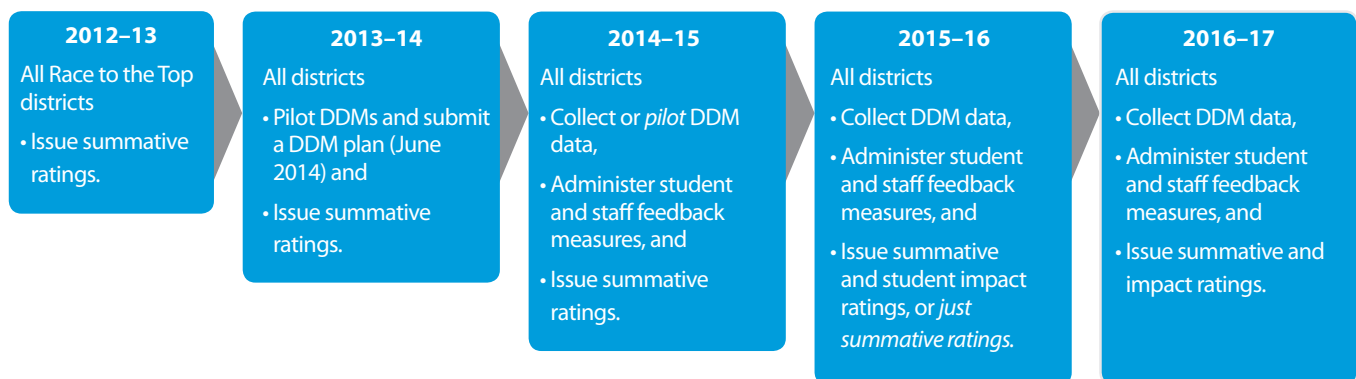 2012–13
All Race to the Top
districts
• Issue summative
ratings.
2013–14
All districts
• Pilot DDMs and submit
a DDM plan (June
2014) and
• Issue summative
ratings.
2014–15
All districts
• Collect or pilot DDM
data,
• Administer student
and staff feedback
measures, and
• Issue summative
ratings.
2015–16
All districts
• Collect DDM data,
• Administer student
and staff feedback
measures, and
• Issue summative
and student impact
ratings, or just
summative ratings.
2016–17
All districts
• Collect DDM data,
• Administer student
and staff feedback
measures, and
• Issue summative and
impact ratings.